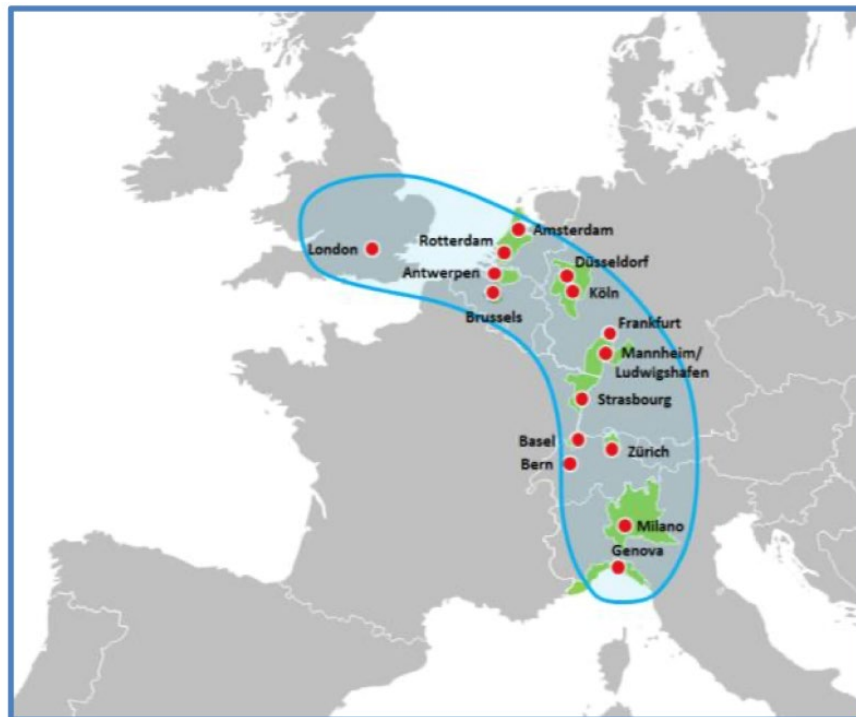 Amsterdam
Rotterdam
London
Antwerpen
Düsseldorf
Köln
Brussels
Frankfurt
Mannheim/
Ludwigshafen
Strasbourg
Basel
Zürich
Bern
Milano
Genova